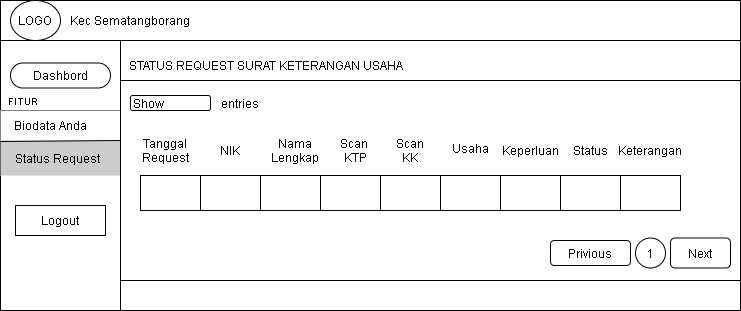 LOGO Kec Sematangborang
Dashbord
FITUR
Biodata Anda
Status Request
Logout
STATUS REQUEST SURAT KETERANGAN USAHA
Show entries
Tanggal Request
NIK
Nama Lengkap
Scan KTP
Scan KK
Usaha
Keperluan
Status
Keterangan
Privious 1 Next